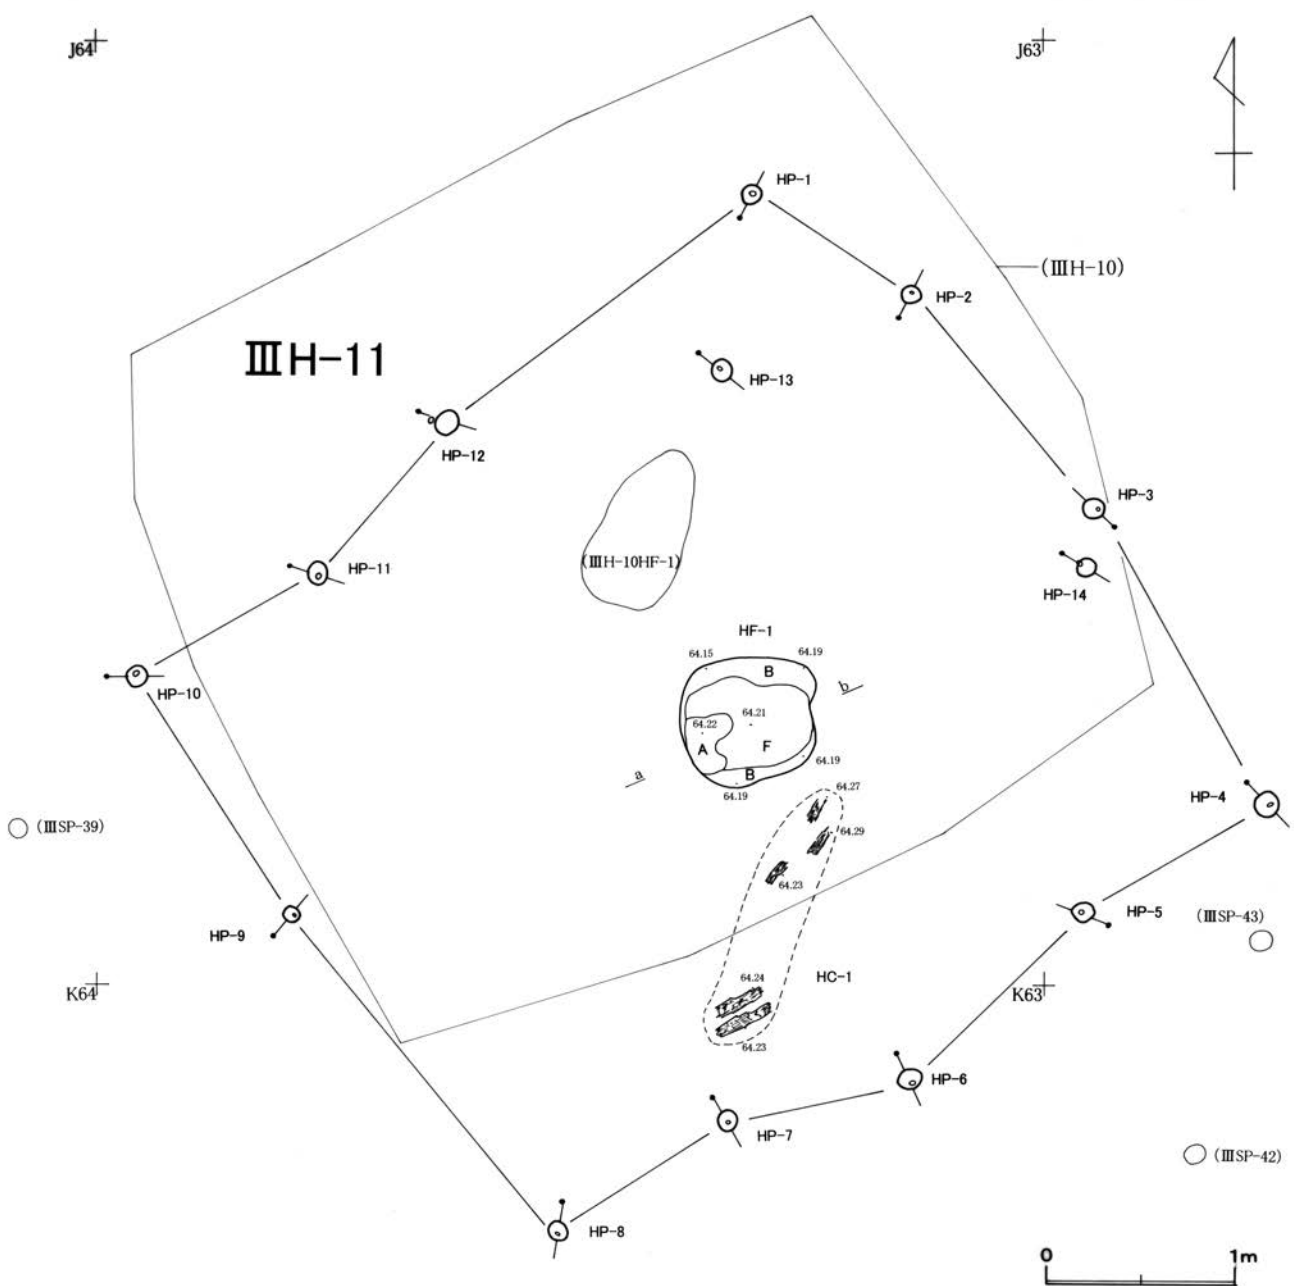 J64
J63
HP-1
(ⅢH-10)
HP-2
ⅢH-11
HP-13
HP-12
HP-3
(ⅢH-10HF-1)
HP-11
HP-14
HF-1
64.15
64.19
B
b
HP-10
64.22
64.21
A
F
64.19
a
B
64.19
64.27
HP-4
(ⅢSP-39)
64.29
64.23
HP-9
HP-5
(ⅢSP-43)
64.24
HC-1
K64
K63
64.23
HP-6
HP-7
(ⅢSP-42)
HP-8
0
1m